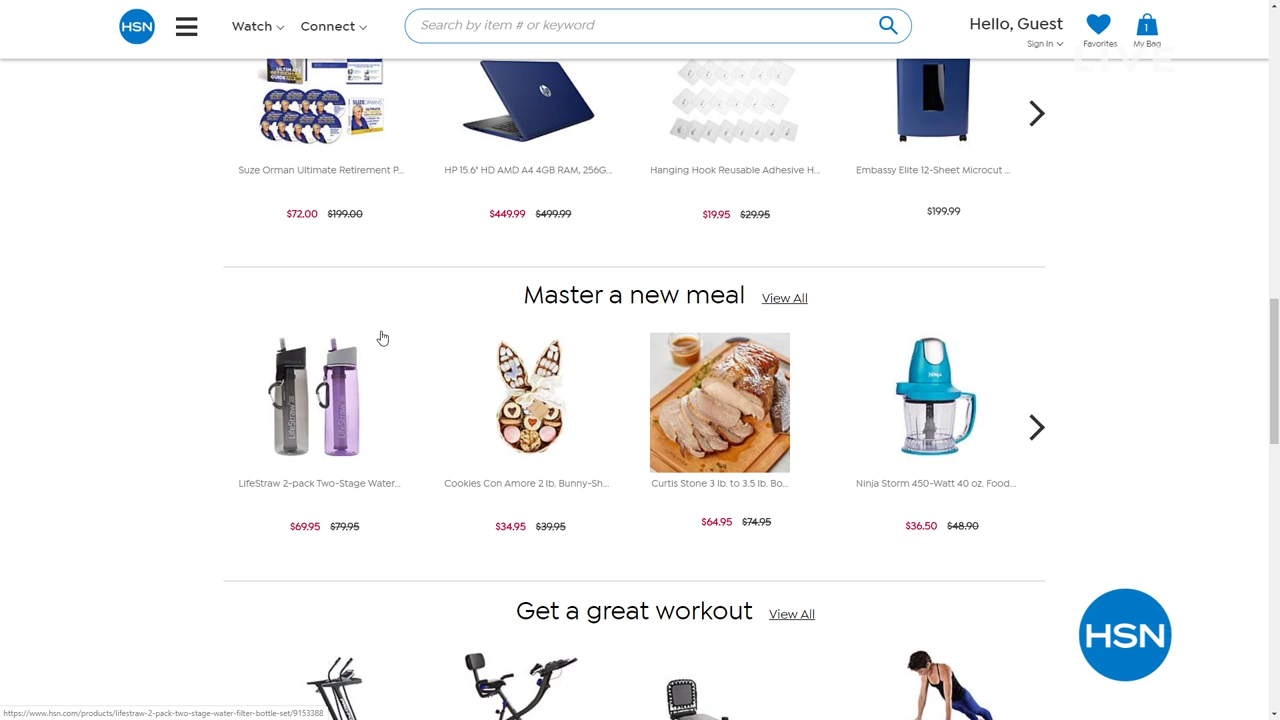 HSN
Watch
Connect
Search by item # or keyword
Hello, Guest
Sign In
Favorites
1
My Bag
LIVE
Suze Orman Ultimate Retirement P...
HP 15.6" HD AMD A4 4GB RAM, 256G...
Hanging Hook Reusable Adhesive H...
Embassy Elite 12-Sheet Microcut ...
$72.00 $199.00
$449.99 $499.99
$19.95 $29.95
$199.99
Master a new meal View All
LifeStraw
LifeStraw 2-pack Two-Stage Water...
Cookies Con Amore 2 lb. Bunny-Sh...
Curtis Stone 3 lb. to 3.5 lb. Bo...
Ninja Storm 450-Watt 40 oz. Food...
$69.95 $79.95
$34.95 $39.95
$64.95 $74.95
$36.50 $48.90
Get a great workout View All
HSN
https://www.hsn.com/products/lifestraw-2-pack-two-stage-water-filter-bottle-set/9153388